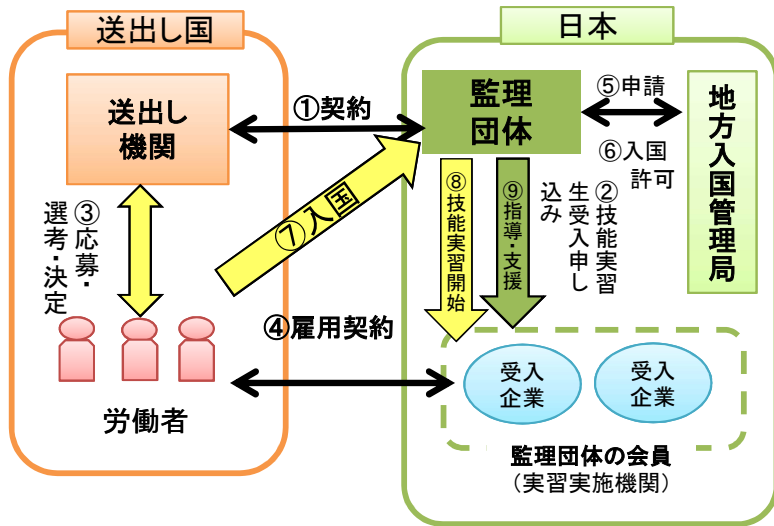 送出し国
日本
送出し
機関
①契約
監理
団体
⑤申請
⑥入国
許可
地方入国管理局
③応募・
選考・決定
⑦入国
⑧技能実習開始
⑨指導・支援
②技能実習
生受入申し
込み
④雇用契約
労働者
受入
企業
受入
企業
監理団体の会員
（実習実施機関）